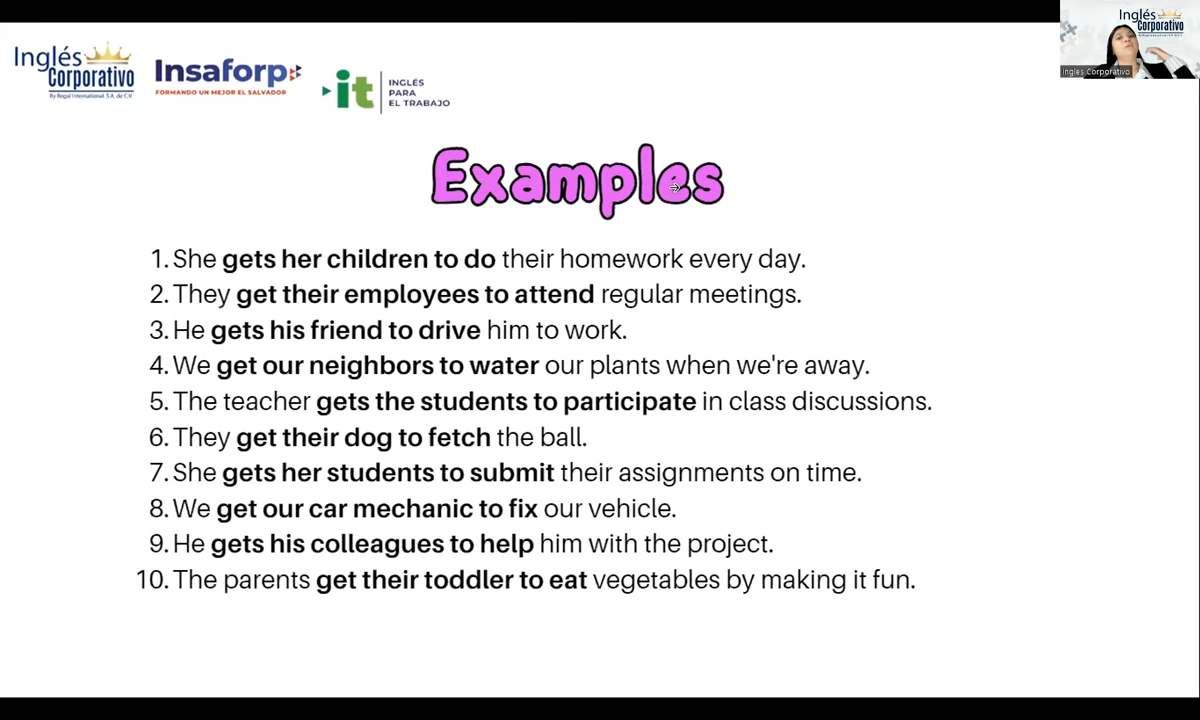 Inglés
Corporativo
By Regal International S.A. de C.V.
Insaforp
FORMANDO UN MEJOR EL SALVADOR
it
INGLÉS
PARA
EL TRABAJO
Inglés
Corporativo
Ingles Corporativo
Examples
1. She gets her children to do their homework every day.
2. They get their employees to attend regular meetings.
3. He gets his friend to drive him to work.
4. We get our neighbors to water our plants when we're away.
5. The teacher gets the students to participate in class discussions.
6. They get their dog to fetch the ball.
7. She gets her students to submit their assignments on time.
8. We get our car mechanic to fix our vehicle.
9. He gets his colleagues to help him with the project.
10. The parents get their toddler to eat vegetables by making it fun.